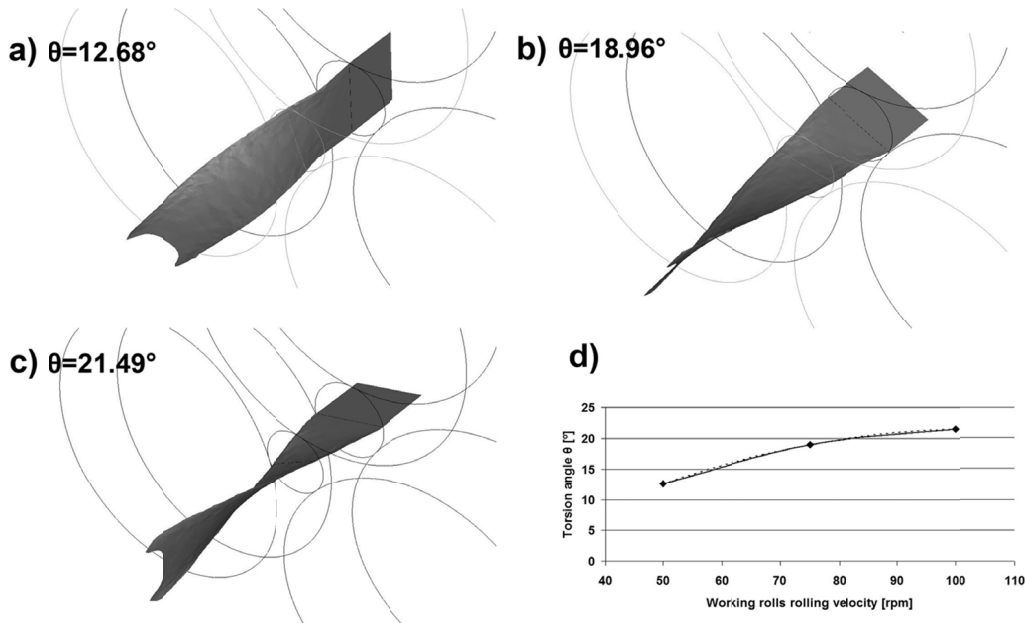 a) θ=12.68°
b) θ=18.96°
c) θ=21.49°
d)
Torsion angle θ [°]
25
20
15
10
5
0
40 50 60 70 80 90 100 110
Working rolls rolling velocity [rpm]